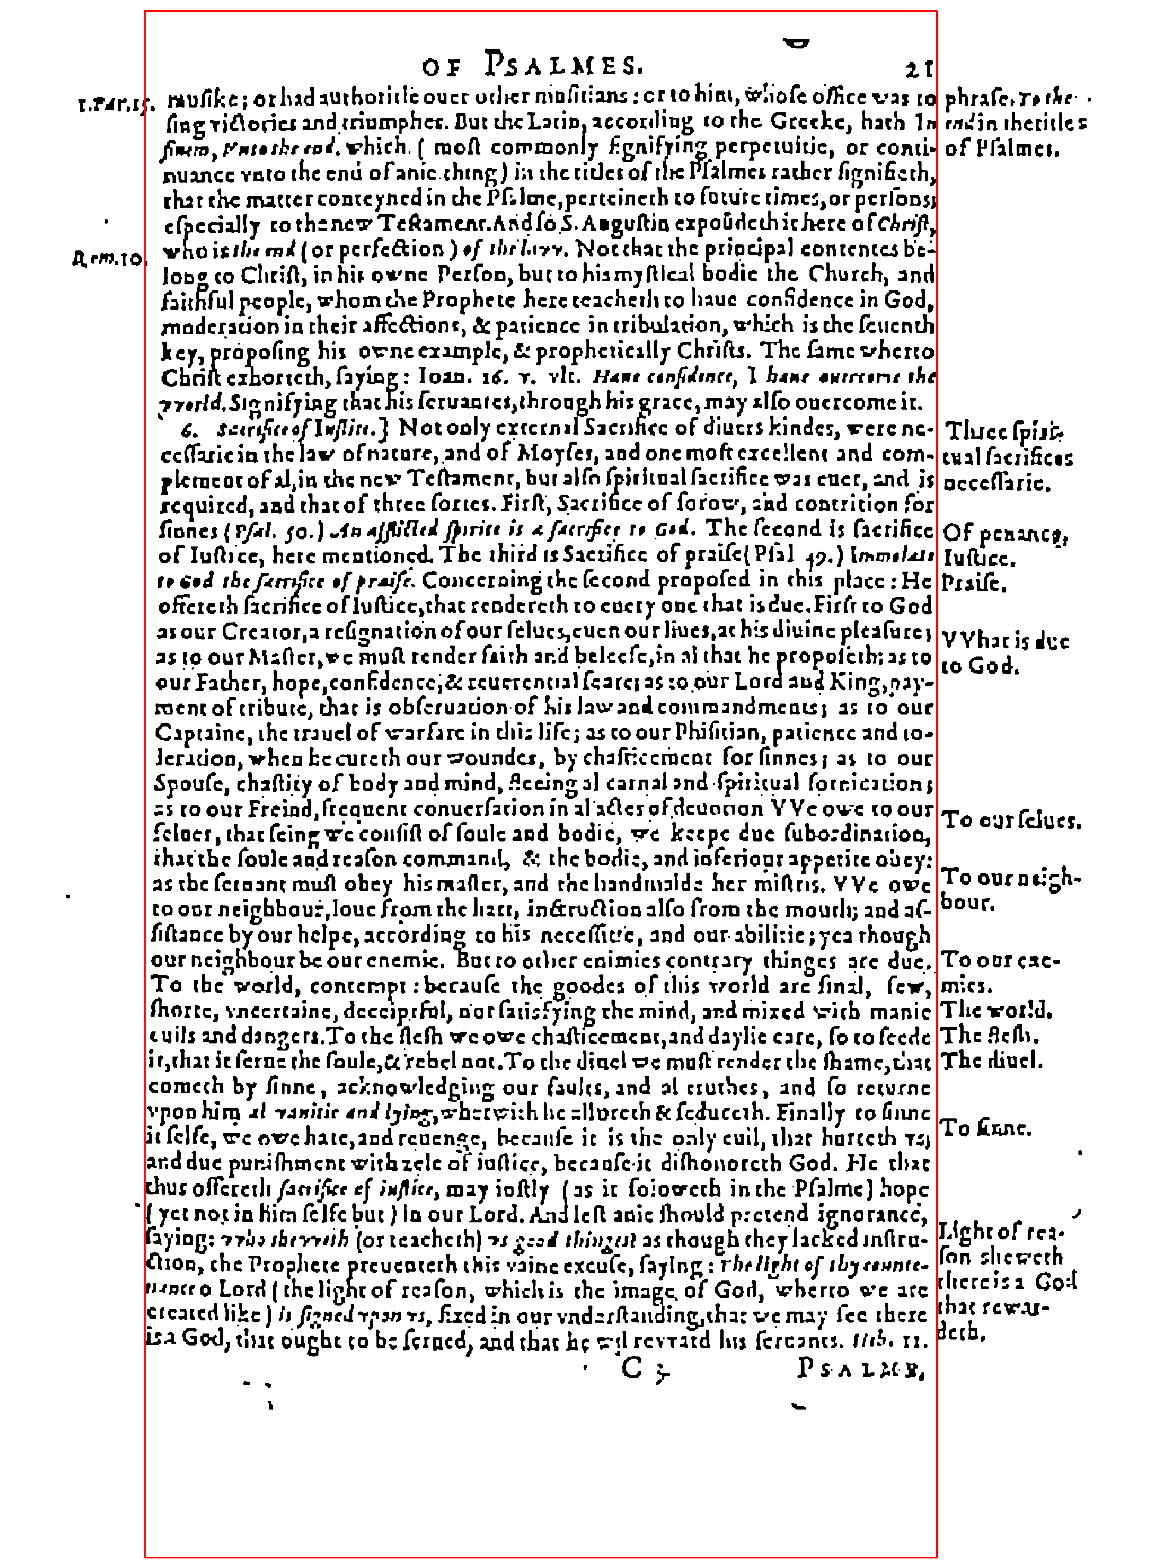 OF PSALMES. 21
1. Par. 15. musike; or had authoritie ouer other musitians: or to him, whose office was to phrase, To the
sing victories and triumphes. But the Latin, according to the Greeke, hath In end in the titles
finem, Vnto the end. which ( most commonly signifying perpetuitie, or conti- of Psalmes.
nuance vnto the end of anie thing) in the titles of the Psalmes rather signifieth,
that the matter conteyned in the Psalme, perteineth to future times, or persons;
especially to the new Testament. And so S. Augustin expoūdeth it here of Christ,
Rom. 10. who is the end (or perfection) of the law. Not that the principal contentes be-
long to Christ, in his owne Person, but to his mystical bodie the Church, and
faithful people, whom the Prophete here teacheth to haue confidence in God,
moderation in their affections, & patience in tribulation, which is the seuenth
key, proposing his owne example, & prophetically Christs. The same wherto
Christ exhorteth, saying: Ioan. 16. v. vlt. Haue confidence, I haue ouercome the
vvorld. Signifying that his seruantes, through his grace, may also ouercome it.
6. Sacrifice of Iustice.] Not only external Sacrifice of diuers kindes, were ne- Three spiri-
cessarie in the law of nature, and of Moyses, and one most excellent and com- tual sacrifices
plement of al, in the new Testament, but also spiritual sacrifice was euer, and is necessarie.
required, and that of three sortes. First, Sacrifice of sorow, and contrition for
sinnes (Psal. 50.) An afflicted spirite is a sacrifice to God. The second is sacrifice Of penance,
of Iustice, here mentioned. The third is Sacrifice of praise (Psal 49.) Immolate Iustice.
to God the sacrifice of praise. Concerning the second proposed in this place: He Praise.
offereth sacrifice of Iustice, that rendereth to euery one that is due. First to God
as our Creator, a resignation of our selues, euen our liues, at his diuine pleasure; VVhat is due
as to our Master, we must render faith and beleefe, in al that he proposeth: as to to God.
our Father, hope, confidence, & reuerential feare; as to our Lord and King, pay-
ment of tribute, that is obseruation of his law and commandments; as to our
Captaine, the trauel of warfare in this life; as to our Phisitian, patience and to-
leration, when he cureth our woundes, by chasticement for sinnes; as to our
Spouse, chastity of body and mind, fleeing al carnal and spiritual fornication;
as to our Freind, frequent conuersation in al actes of deuotion VVe owe to our To our selues.
selues, that seing we consist of soule and bodie, we keepe due subordination,
that the soule and reason command, & the bodie, and inferiour appetite obey:
as the seruant must obey his master, and the handmaide her mistris. VVe owe To our neigh-
to our neighbour, loue from the hart, instruction also from the mouth; and as- bour.
sistance by our helpe, according to his necessitie, and our abilitie; yea though
our neighbour be our enemie. But to other enimies contrary thinges are due. To our ene-
To the world, contempt: because the goodes of this world are final, few, mies.
shorte, vncertaine, deceiptful, not satisfying the mind, and mixed with manie The world.
euils and dangers. To the flesh we owe chasticement, and daylie care, so to feede The flesh.
it, that it serue the soule, & rebel not. To the diuel we must render the shame, that The diuel.
cometh by sinne, acknowledging our faults, and al truthes, and so returne
vpon him al vanitie and lying, wherwith he allureth & seduceth. Finally to sinne
it selfe, we owe hate, and reuenge, because it is the only euil, that hurteth vs; To sinne.
and due punishment with zele of iustice, because it dishonoreth God. He that
thus offereth sacrifice of iustice, may iustly (as it foloweth in the Psalme) hope
(yet not in him selfe but) in our Lord. And lest anie should pretend ignorance,
saying: vvho shevveth (or teacheth) vs good thinges? as though they lacked instru- Light of rea-
ction, the Prophete preuenteth this vaine excuse, saying: The light of thy counte- son sheweth
nance o Lord (the light of reason, which is the image of God, wherto we are there is a God
created like) is signed vpon vs, fixed in our vnderstanding, that we may see there that rewar-
is a God, that ought to be serued, and that he wil revvard his seruants. Heb. 11. deth.
C 3 PSALME.